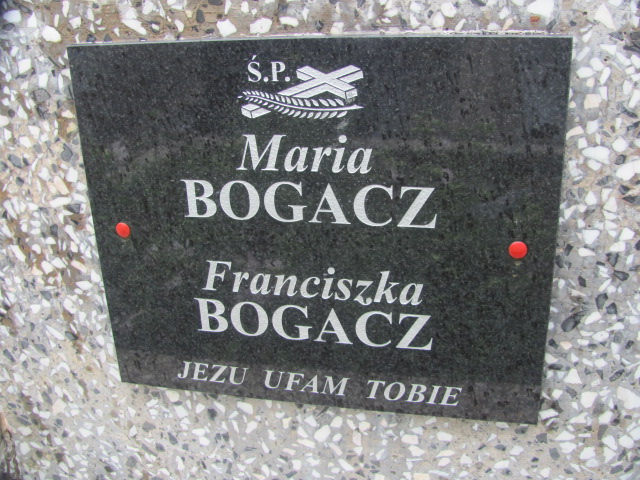 Ś.P.
Maria
BOGACZ
Franciszka
BOGACZ
JEZU UFAM TOBIE